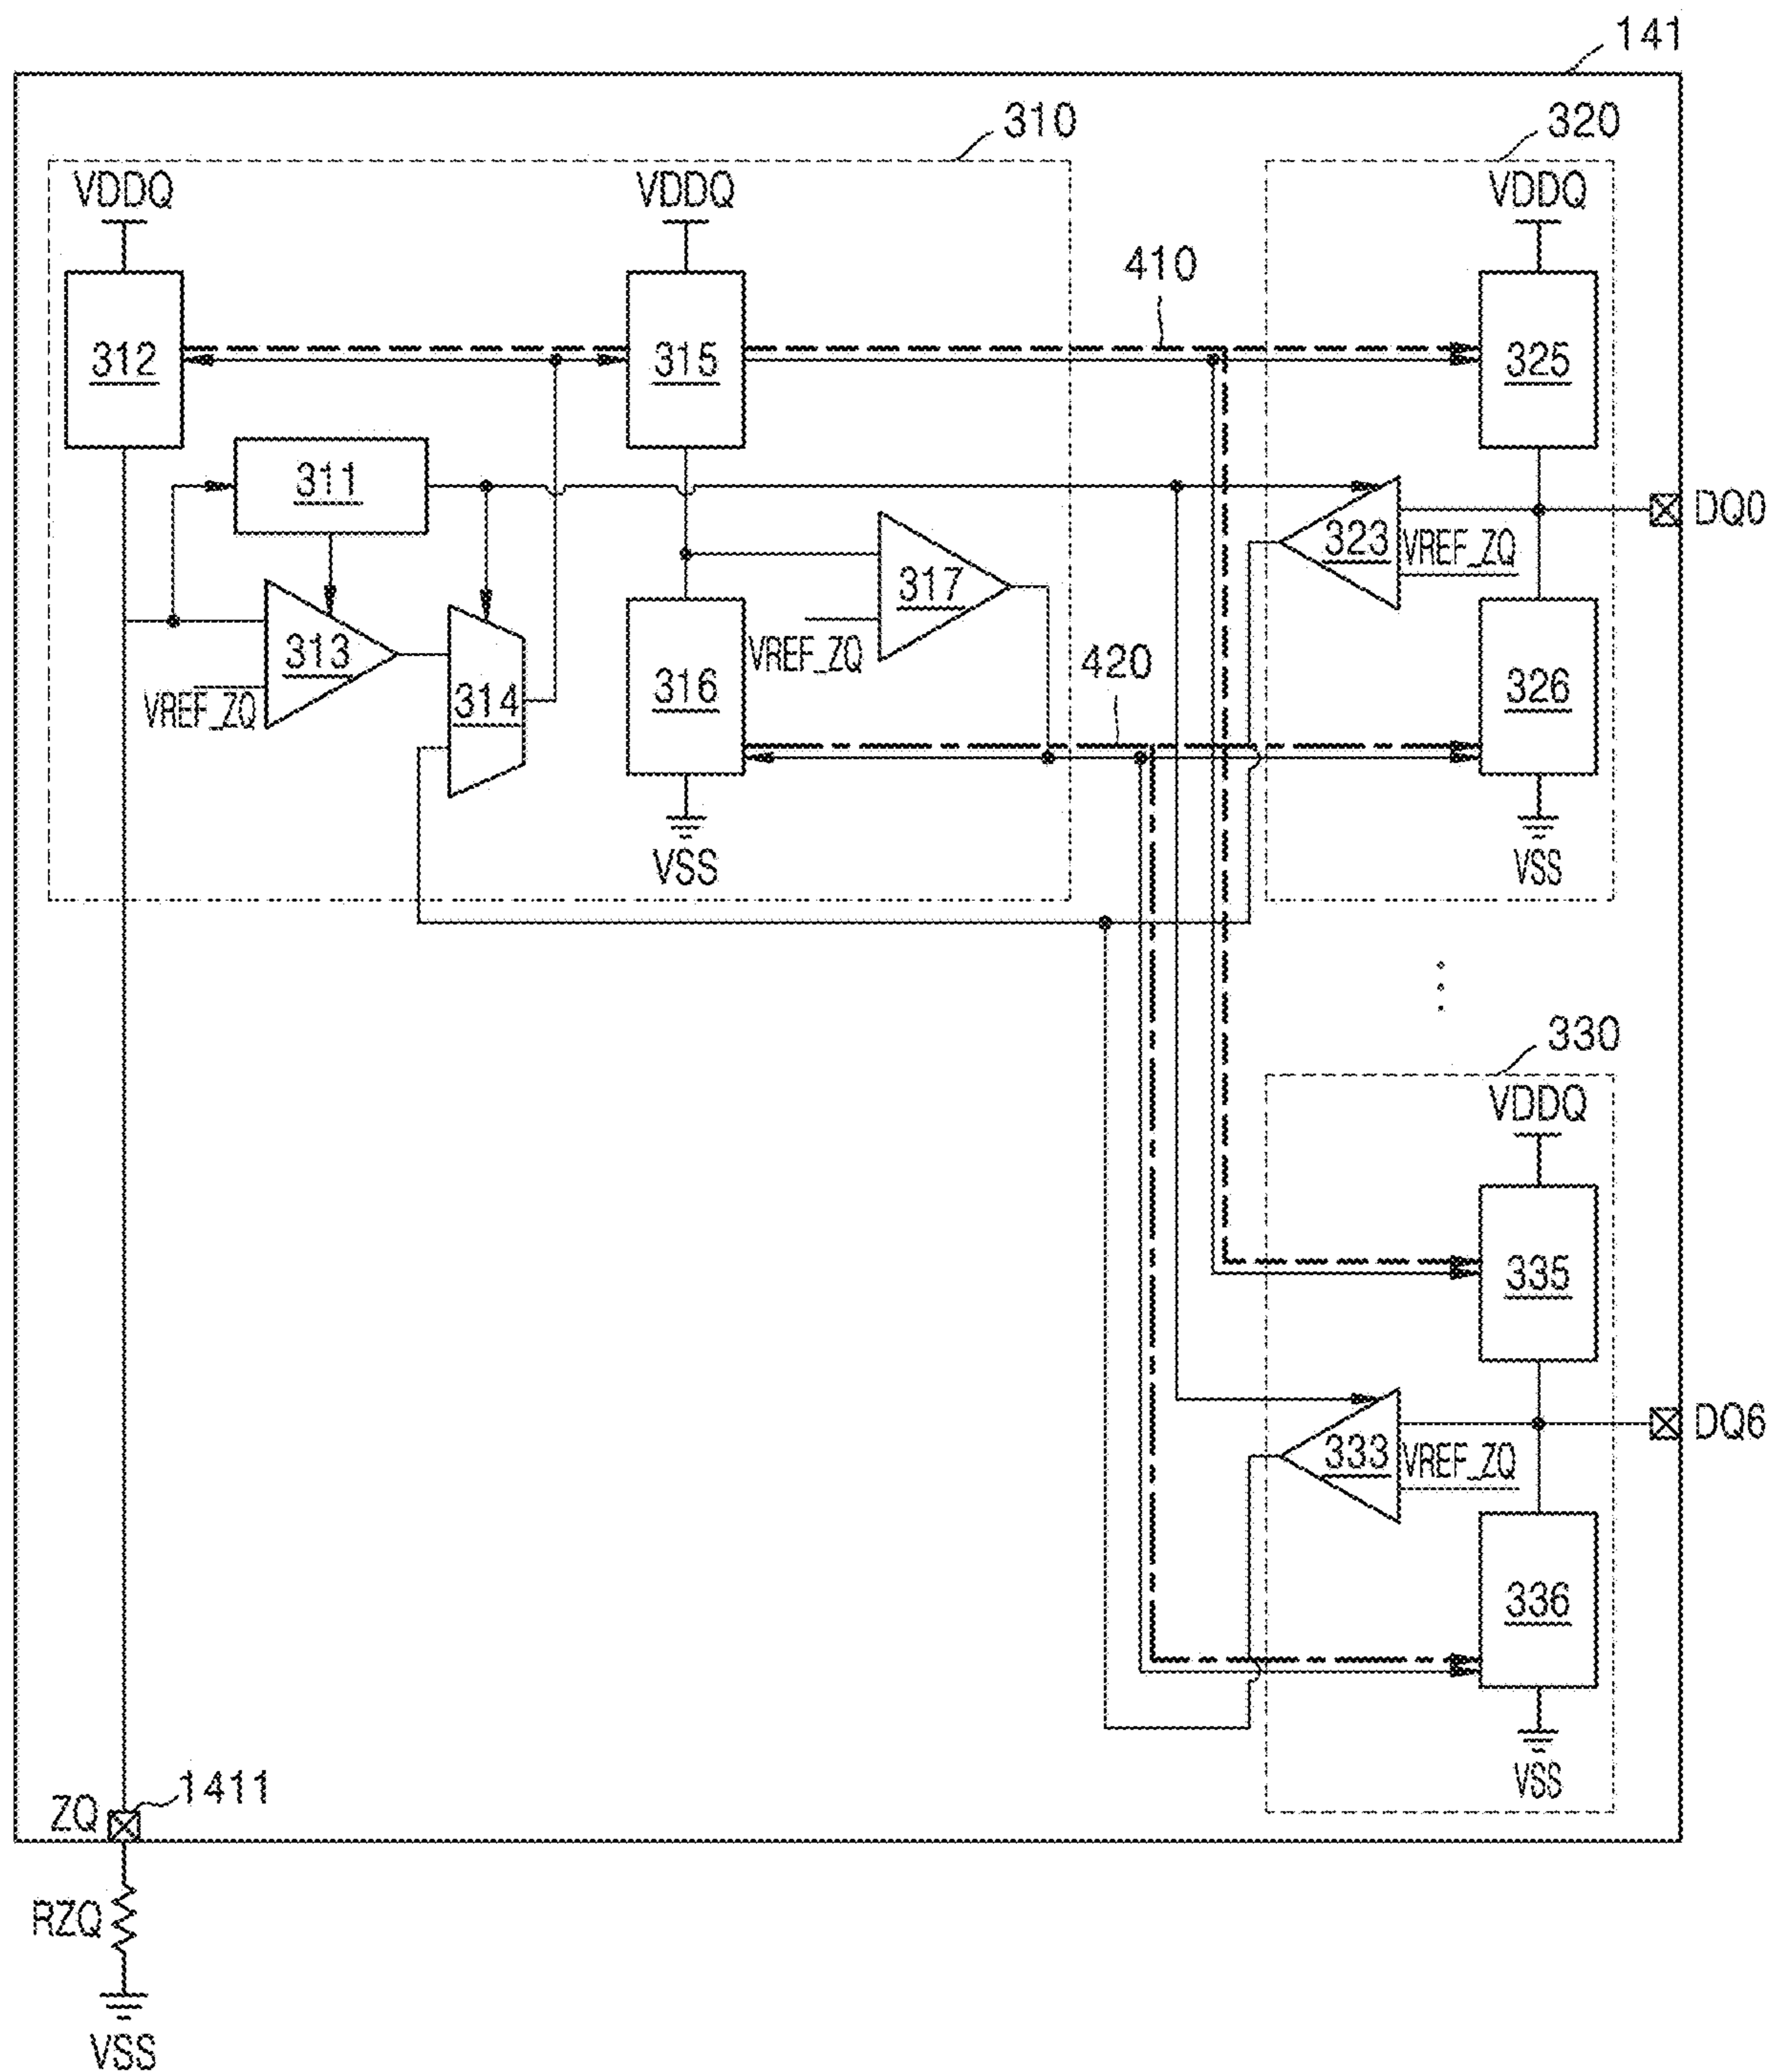 141
310
320
VDDQ
VDDQ
VDDQ
410
312
315
325
311
DQ0
323
VREF_ZQ
317
313
VREF_ZQ
314
VREF_ZQ
316
420
326
VSS
VSS
330
VDDQ
335
DQ6
333
VREF_ZQ
336
VSS
ZQ
1411
RZQ
VSS